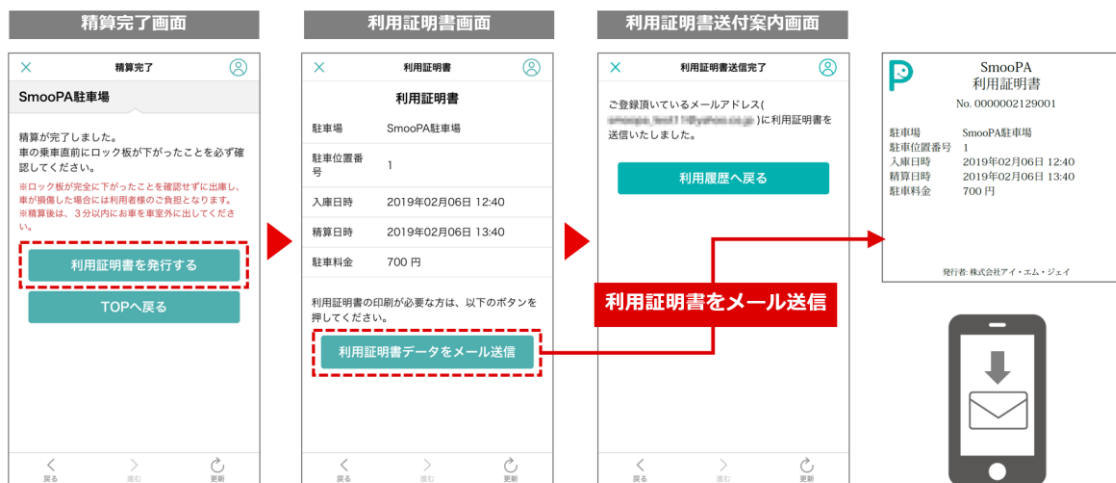 精算完了画面
精算完了
SmooPA駐車場
精算が完了しました。
車の乗車直前にロック板が下がったことを必ず確
認してください。
※ロック板が完全に下がったことを確認せずに出庫し、
車が損傷した場合には利用者様のご負担となります。
※精算後は、３分以内にお車を車室外に出してくださ
い。
利用証明書を発行する
TOPへ戻る
戻る
進む
更新
利用証明書画面
利用証明書
利用証明書
駐車場 SmooPA駐車場
駐車位置番
号 1
入庫日時 2019年02月06日 12:40
精算日時 2019年02月06日 13:40
駐車料金 700 円
利用証明書の印刷が必要な方は、以下のボタンを
押してください。
利用証明書データをメール送信
戻る
進む
更新
利用証明書送付案内画面
利用証明書送信完了
ご登録頂いているメールアドレス(
)に利用証明書を
送信いたしました。
利用履歴へ戻る
利用証明書をメール送信
戻る
進む
更新
P
SmooPA
利用証明書
No. 0000002129001
駐車場 SmooPA駐車場
駐車位置番号 1
入庫日時 2019年02月06日 12:40
精算日時 2019年02月06日 13:40
駐車料金 700 円
発行者: 株式会社アイ・エム・ジェイ